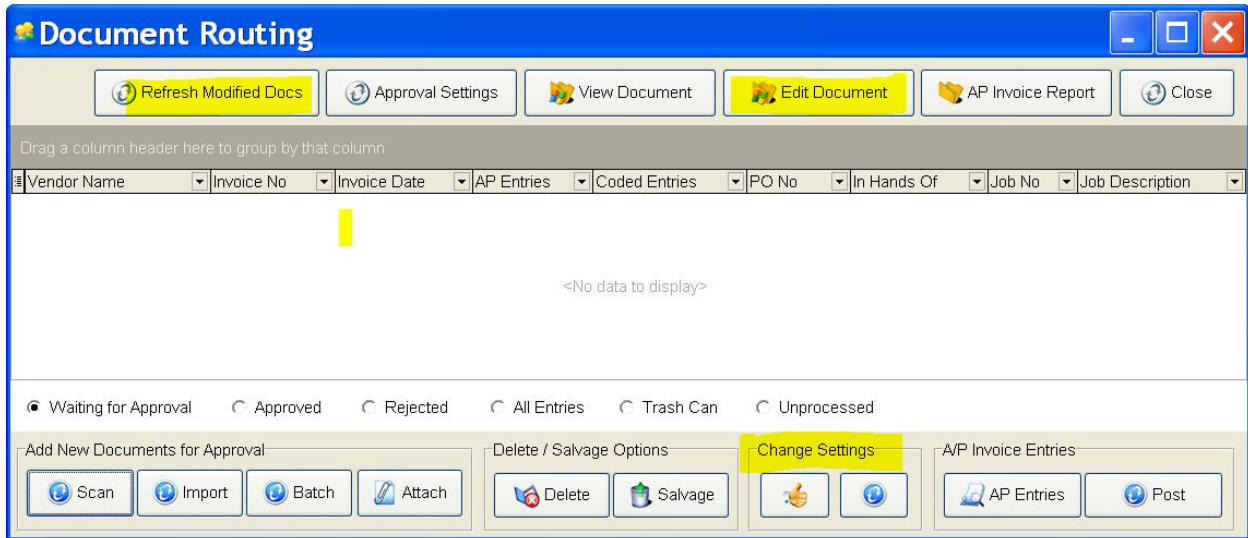 Document Routing
Refresh Modified Docs Approval Settings View Document Edit Document AP Invoice Report Close
Drag a column header here to group by that column
Vendor Name Invoice No Invoice Date AP Entries Coded Entries PO No In Hands Of Job No Job Description
<No data to display>
Waiting for Approval Approved Rejected All Entries Trash Can Unprocessed
Add New Documents for Approval Delete / Salvage Options Change Settings A/P Invoice Entries
Scan Import Batch Attach Delete Salvage AP Entries Post